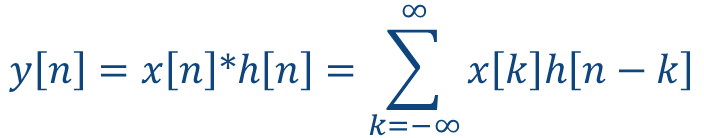 y[n] = x[n]*h[n] = ∑_{k=−∞}^{∞} x[k]h[n − k]